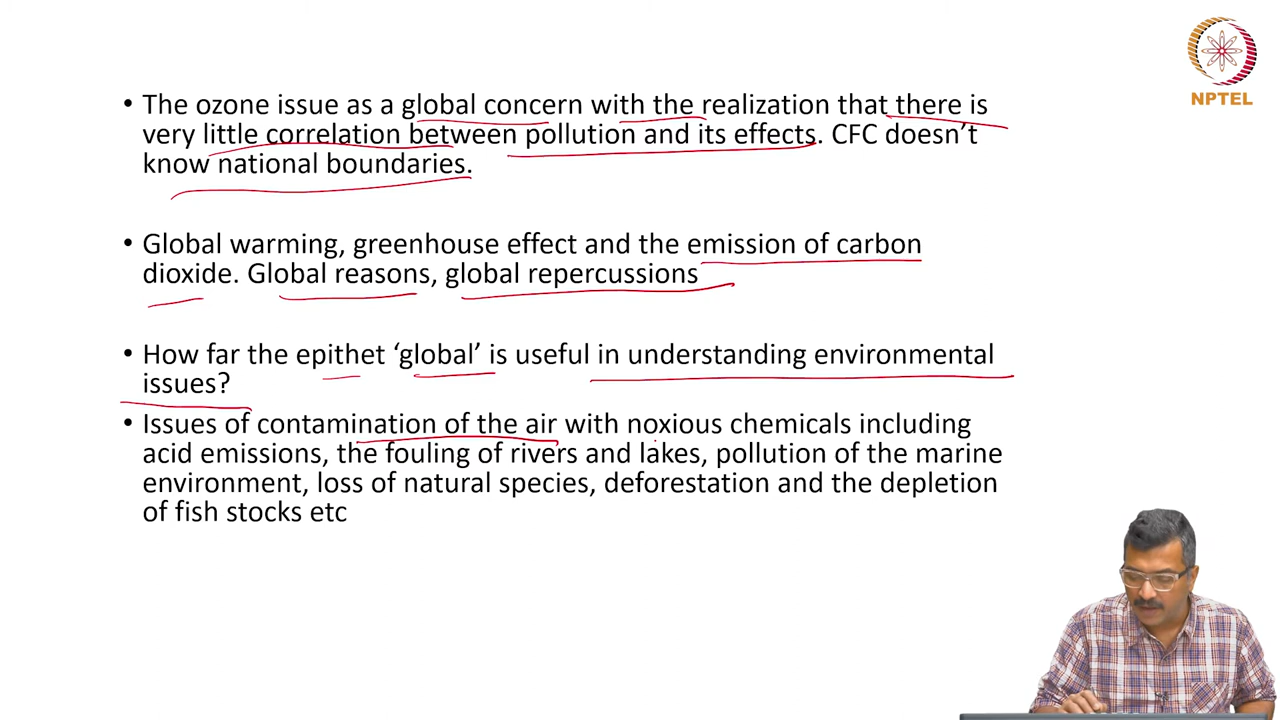 NPTEL
• The ozone issue as a global concern with the realization that there is
very little correlation between pollution and its effects. CFC doesn't
know national boundaries.
• Global warming, greenhouse effect and the emission of carbon
dioxide. Global reasons, global repercussions
• How far the epithet 'global' is useful in understanding environmental
issues?
• Issues of contamination of the air with noxious chemicals including
acid emissions, the fouling of rivers and lakes, pollution of the marine
environment, loss of natural species, deforestation and the depletion
of fish stocks etc